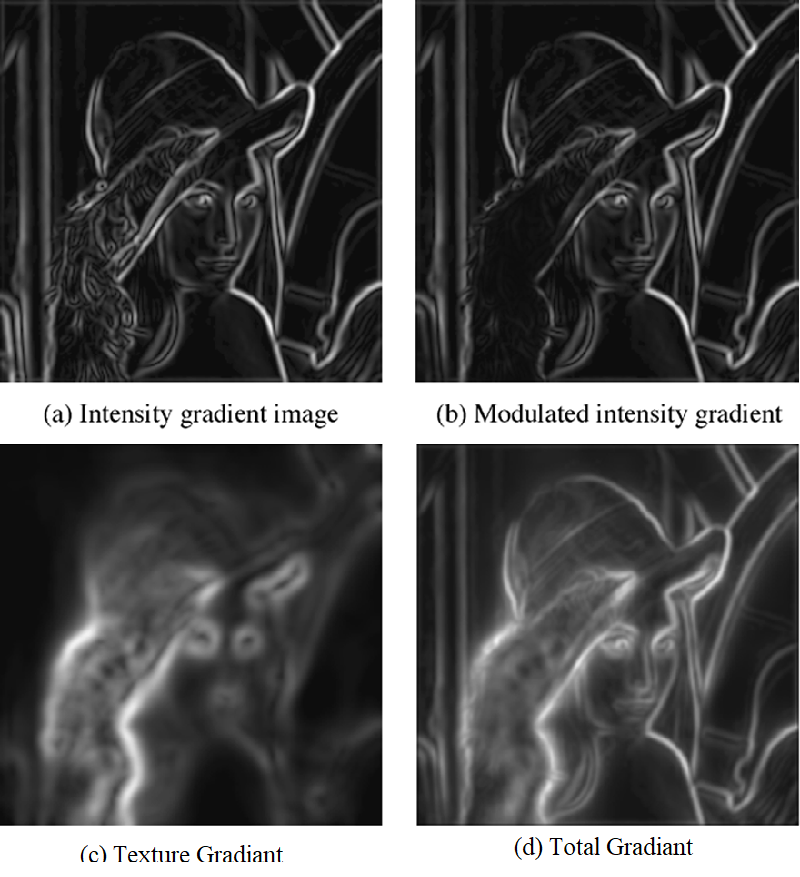 (a) Intensity gradient image
(b) Modulated intensity gradient
(c) Texture Gradiant
(d) Total Gradiant